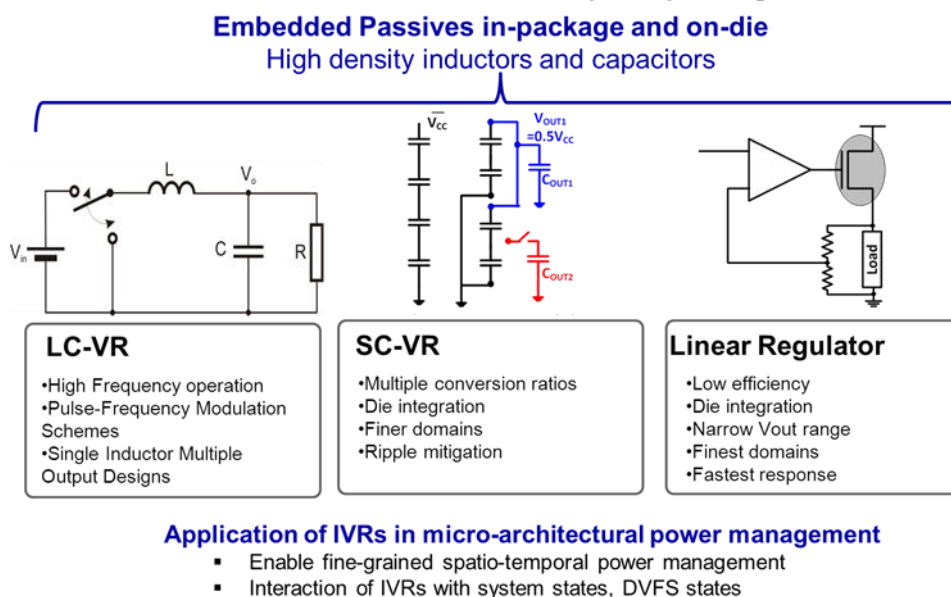 Embedded Passives in-package and on-die
High density inductors and capacitors
L
Vo
Vin
C
R
VCC
VOUT1
=0.5VCC
COUT1
COUT2
Load
LC-VR
•High Frequency operation
•Pulse-Frequency Modulation
Schemes
•Single Inductor Multiple
Output Designs
SC-VR
•Multiple conversion ratios
•Die integration
•Finer domains
•Ripple mitigation
Linear Regulator
•Low efficiency
•Die integration
•Narrow Vout range
•Finest domains
•Fastest response
Application of IVRs in micro-architectural power management
▪ Enable fine-grained spatio-temporal power management
▪ Interaction of IVRs with system states, DVFS states